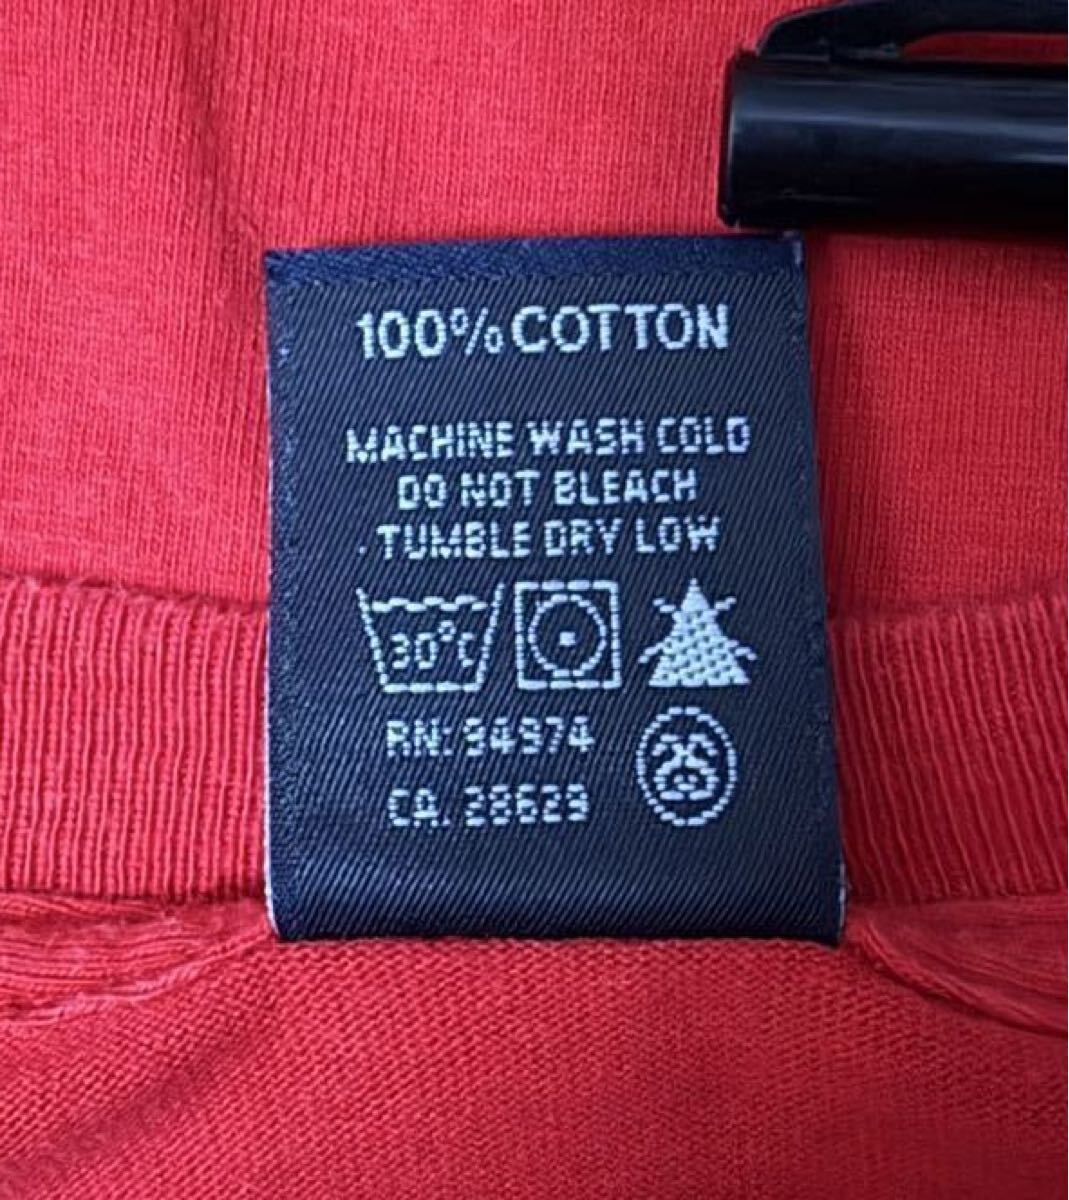 100% COTTON
MACHINE WASH COLD
DO NOT BLEACH
TUMBLE DRY LOW
30°C
RN: 94974
CA. 28629